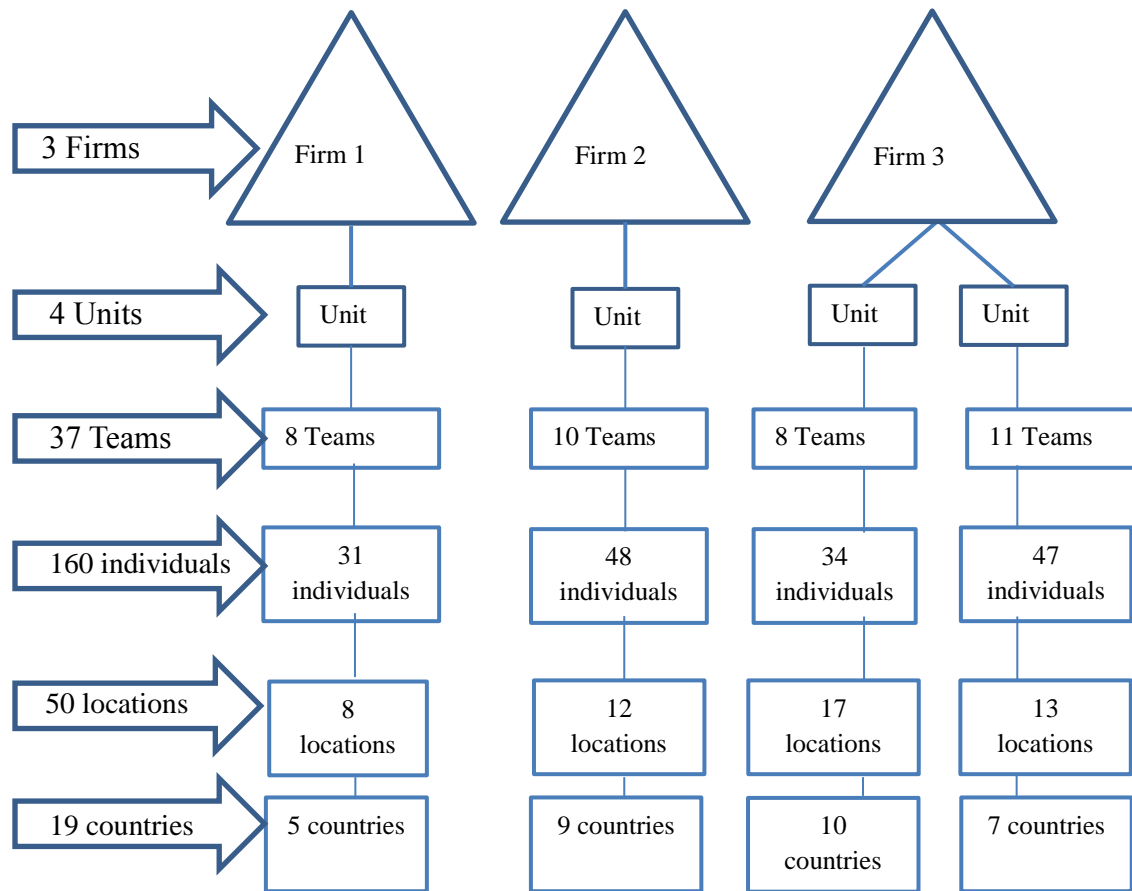 3 Firms
Firm 1
Firm 2
Firm 3
4 Units
Unit
Unit
Unit
Unit
37 Teams
8 Teams
10 Teams
8 Teams
11 Teams
160 individuals
31
individuals
48
individuals
34
individuals
47
individuals
50 locations
8
locations
12
locations
17
locations
13
locations
19 countries
5 countries
9 countries
10
countries
7 countries